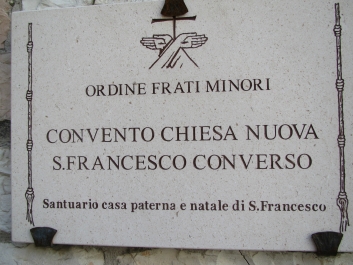 ORDINE FRATI MINORI
CONVENTO CHIESA NUOVA
S.FRANCESCO CONVERSO
Santuario casa paterna e natale di S.Francesco